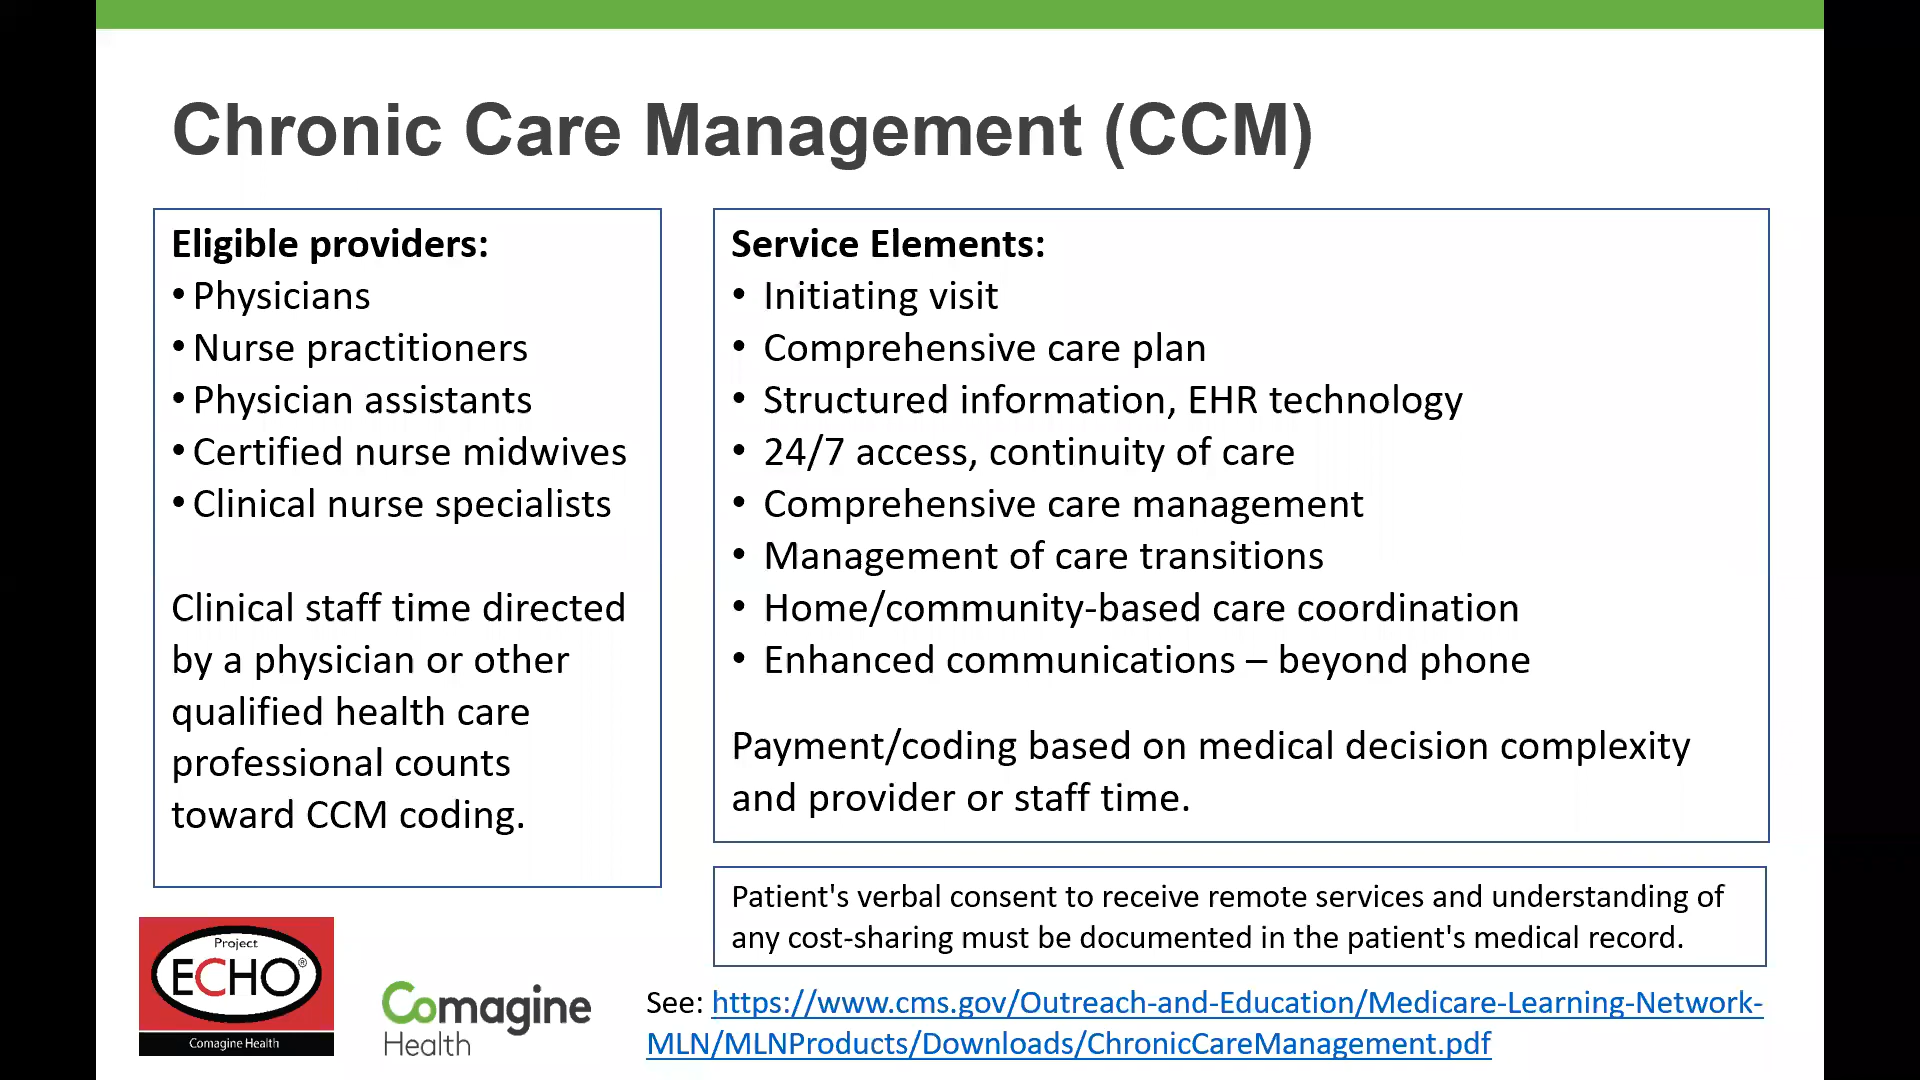 Chronic Care Management (CCM)
Eligible providers:
• Physicians
• Nurse practitioners
• Physician assistants
• Certified nurse midwives
• Clinical nurse specialists
Clinical staff time directed
by a physician or other
qualified health care
professional counts
toward CCM coding.
Service Elements:
• Initiating visit
• Comprehensive care plan
• Structured information, EHR technology
• 24/7 access, continuity of care
• Comprehensive care management
• Management of care transitions
• Home/community-based care coordination
• Enhanced communications – beyond phone
Payment/coding based on medical decision complexity
and provider or staff time.
Patient's verbal consent to receive remote services and understanding of
any cost-sharing must be documented in the patient's medical record.
Project
ECHO®
Comagine Health
Comagine
Health
See: https://www.cms.gov/Outreach-and-Education/Medicare-Learning-Network-
MLN/MLNProducts/Downloads/ChronicCareManagement.pdf